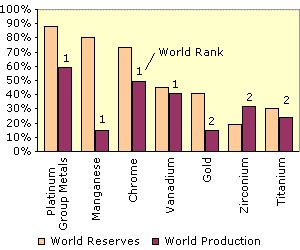 100%
90%
80%
70%
60%
50%
40%
30%
20%
10%
0%
World Rank
1
1
1
1
2
2
2
Platinum
Group Metals
Manganese
Chrome
Vanadium
Gold
Zirconium
Titanium
World Reserves World Production